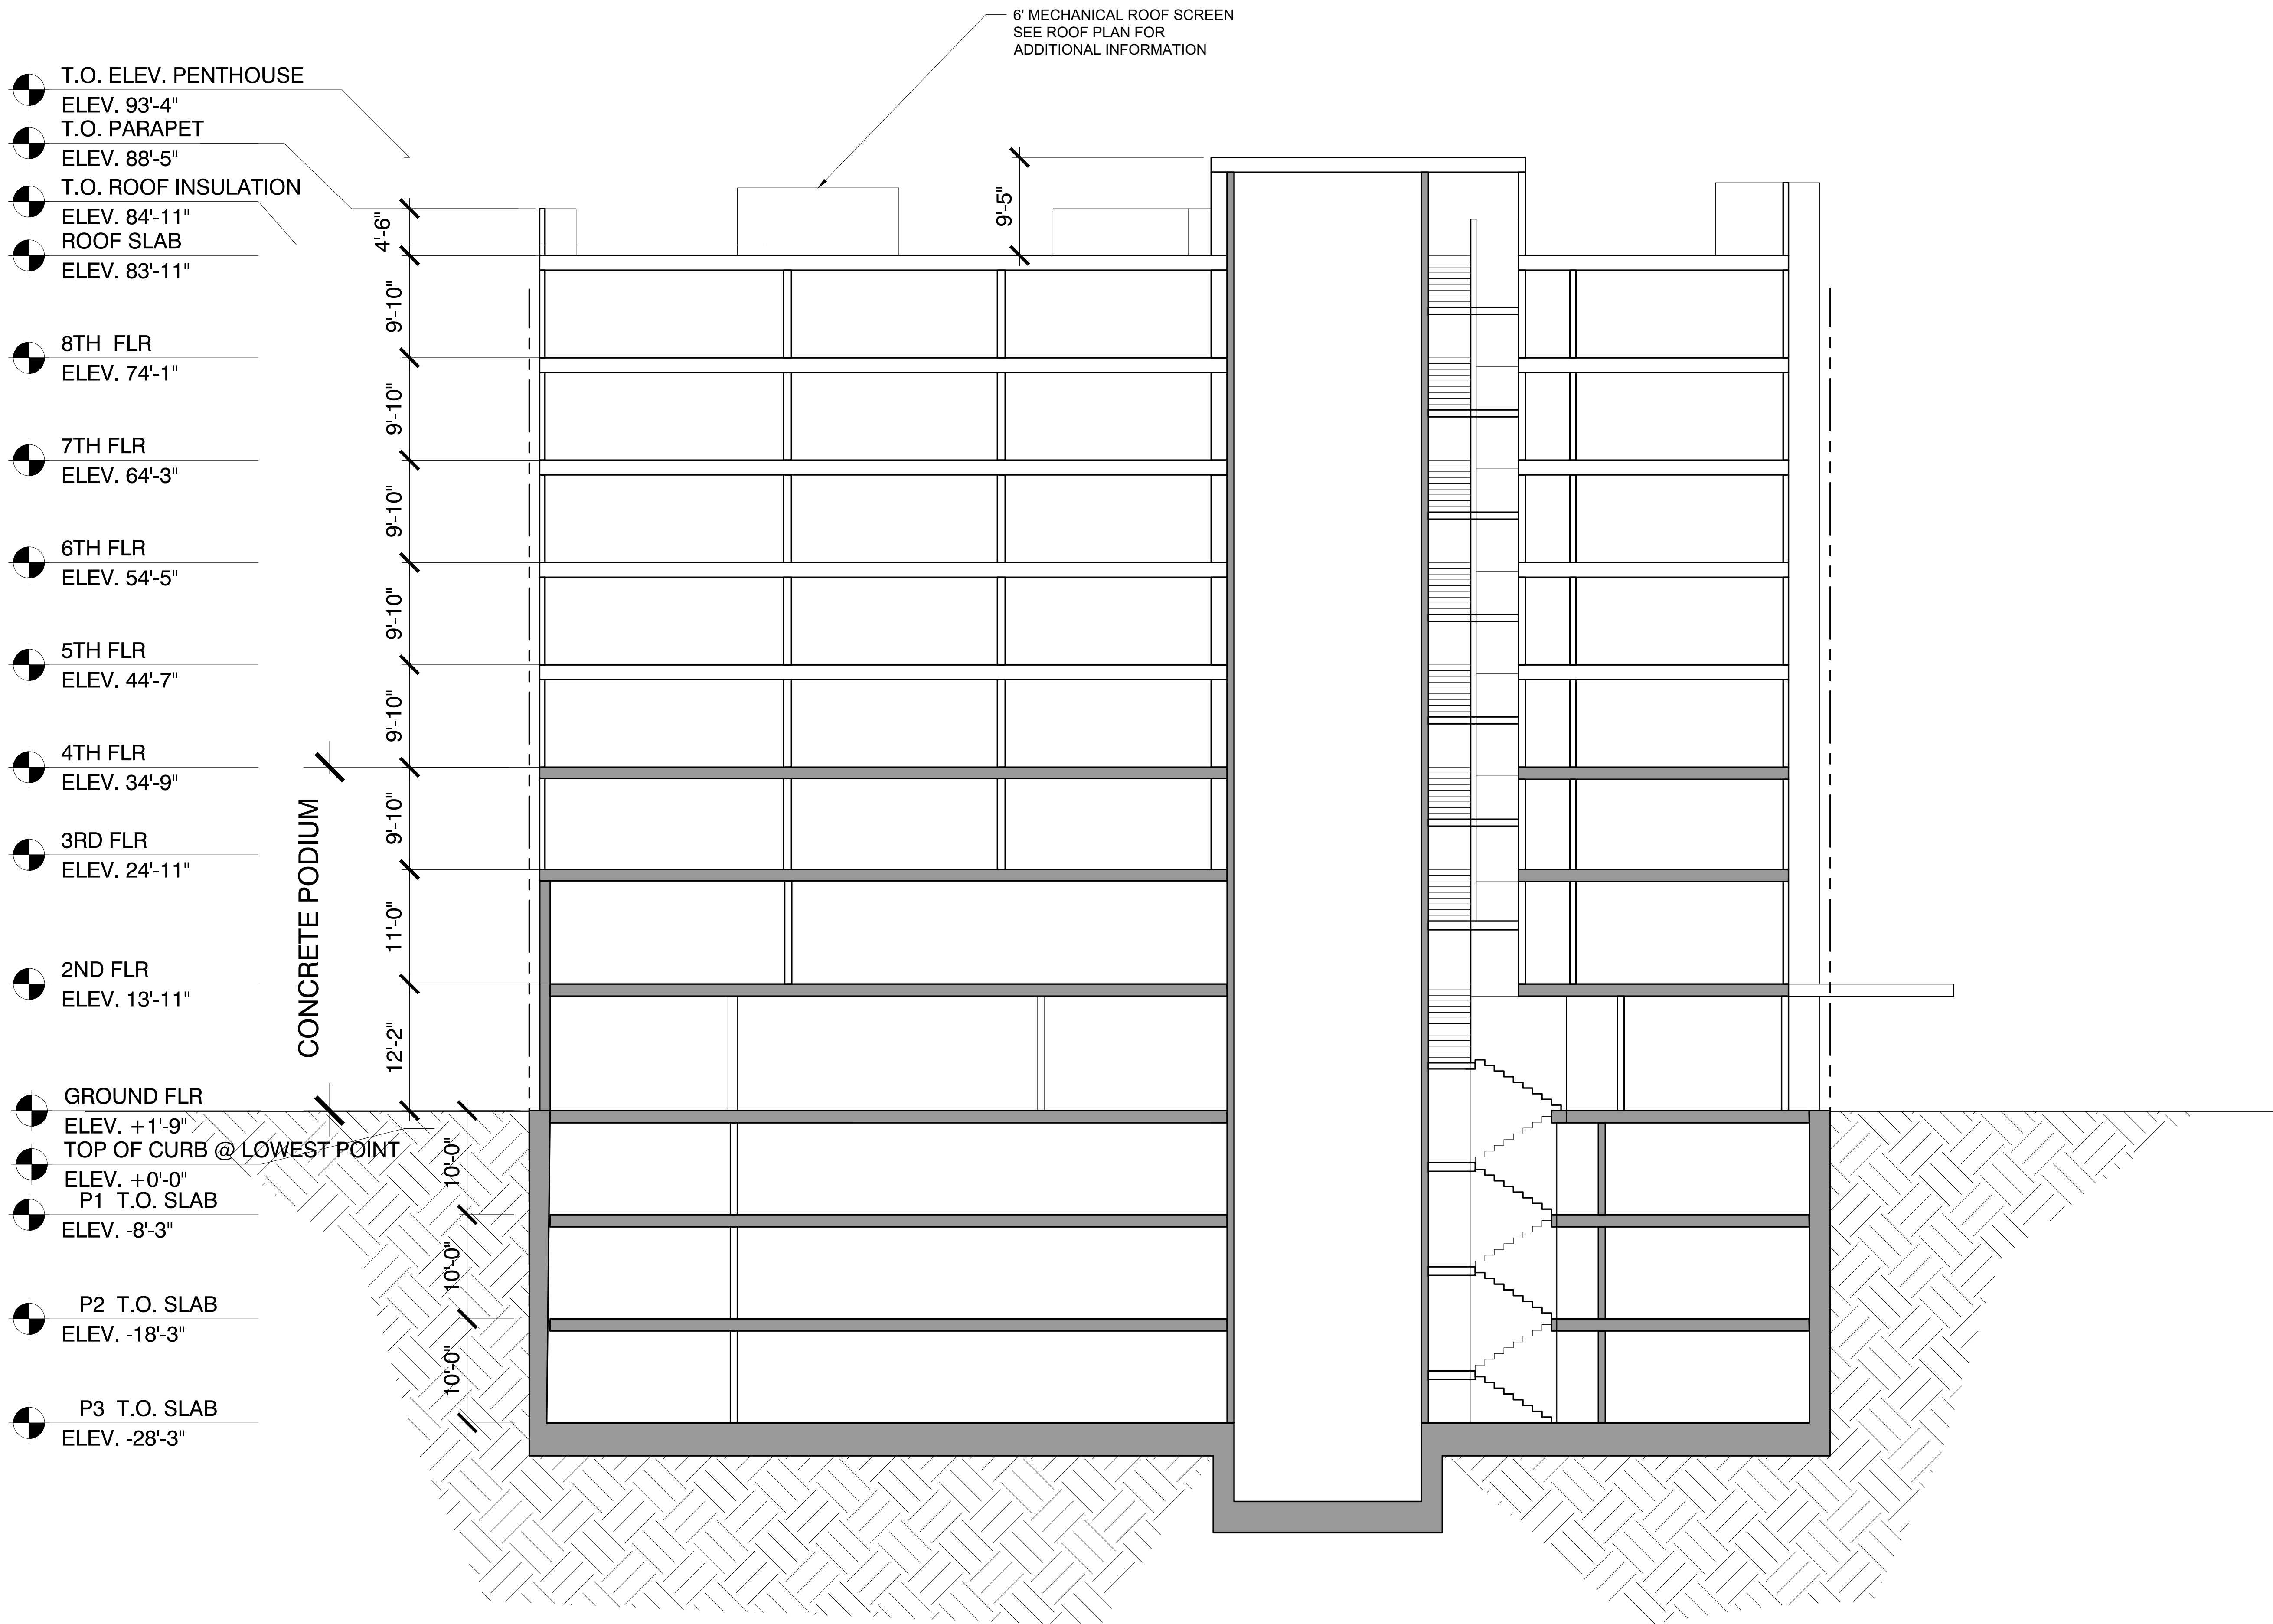 6' MECHANICAL ROOF SCREEN
SEE ROOF PLAN FOR
ADDITIONAL INFORMATION
T.O. ELEV. PENTHOUSE
ELEV. 93'-4"
T.O. PARAPET
ELEV. 88'-5"
T.O. ROOF INSULATION
ELEV. 84'-11"
ROOF SLAB
ELEV. 83'-11"
8TH FLR
ELEV. 74'-1"
7TH FLR
ELEV. 64'-3"
6TH FLR
ELEV. 54'-5"
5TH FLR
ELEV. 44'-7"
4TH FLR
ELEV. 34'-9"
3RD FLR
ELEV. 24'-11"
2ND FLR
ELEV. 13'-11"
GROUND FLR
ELEV. +1'-9"
TOP OF CURB @ LOWEST POINT
ELEV. +0'-0"
P1 T.O. SLAB
ELEV. -8'-3"
P2 T.O. SLAB
ELEV. -18'-3"
P3 T.O. SLAB
ELEV. -28'-3"
CONCRETE PODIUM
4'-6"
9'-10"
9'-10"
9'-10"
9'-10"
9'-10"
9'-10"
11'-0"
12'-2"
10'-0"
10'-0"
10'-0"
9'-5"